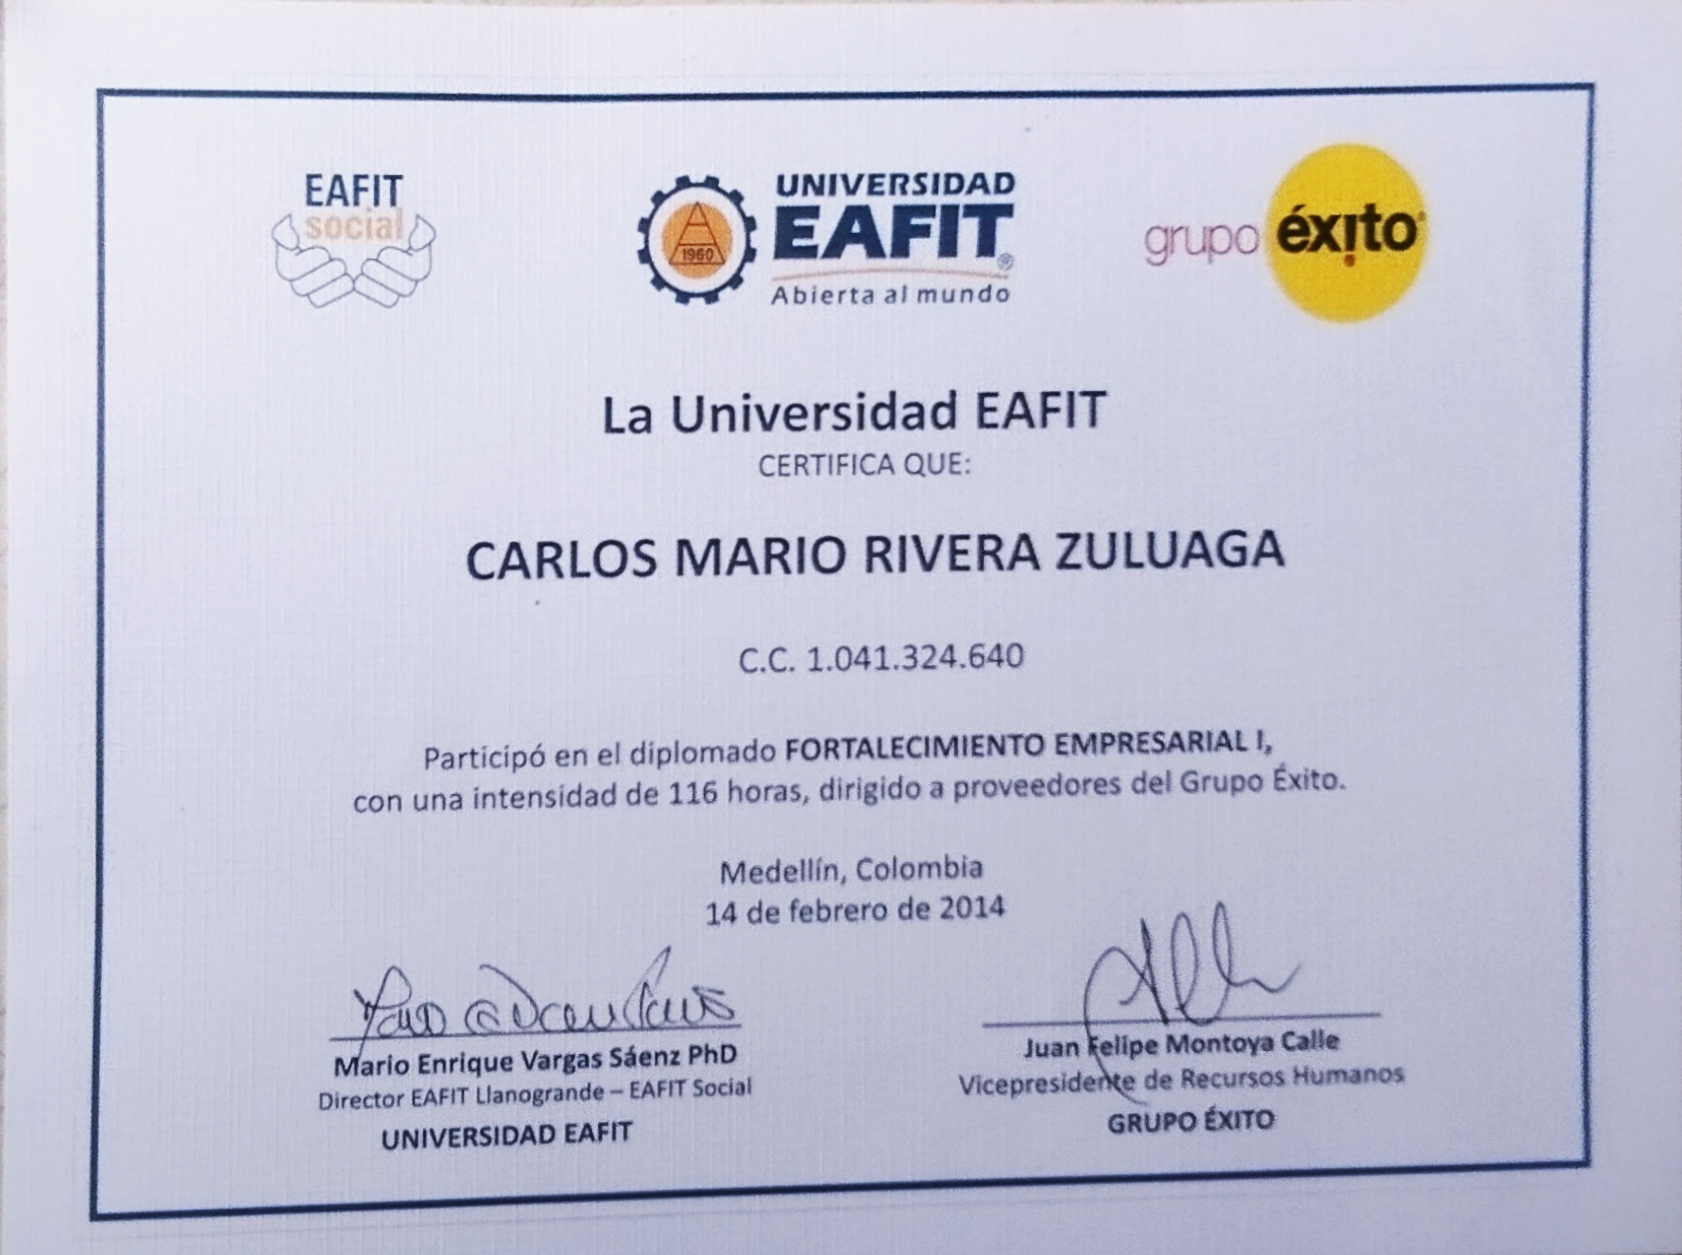 EAFIT
social
1960
UNIVERSIDAD
EAFIT®
Abierta al mundo
grupo éxito®
La Universidad EAFIT
CERTIFICA QUE:
CARLOS MARIO RIVERA ZULUAGA
C.C. 1.041.324.640
Participó en el diplomado FORTALECIMIENTO EMPRESARIAL I,
con una intensidad de 116 horas, dirigido a proveedores del Grupo Éxito.
Medellín, Colombia
14 de febrero de 2014
Mario Enrique Vargas Sáenz PhD
Director EAFIT Llanogrande – EAFIT Social
UNIVERSIDAD EAFIT
Juan Felipe Montoya Calle
Vicepresidente de Recursos Humanos
GRUPO ÉXITO